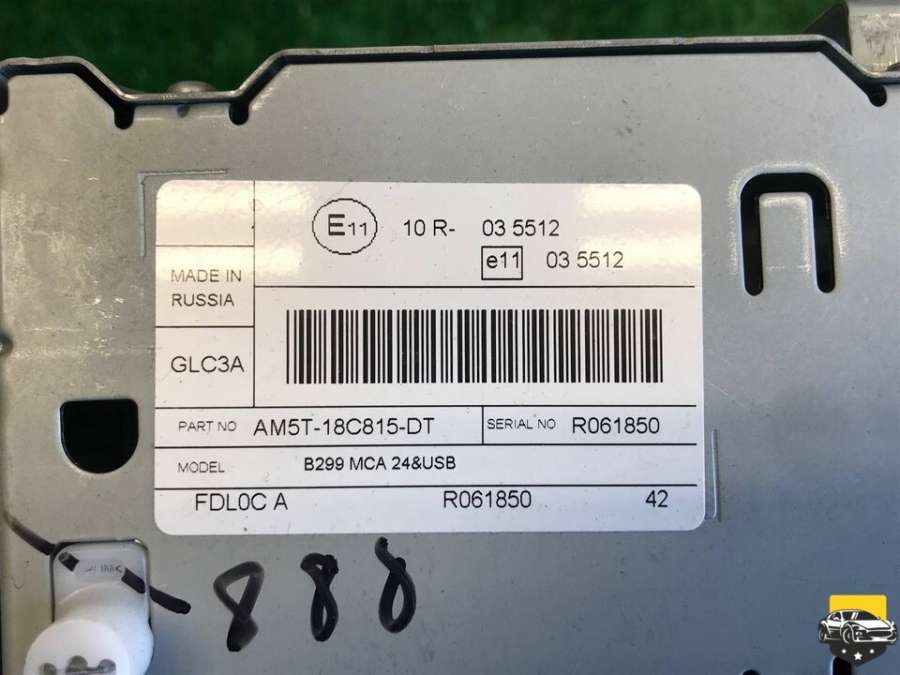 E11 10 R- 03 5512
e11 03 5512
MADE IN
RUSSIA
GLC3A
PART NO AM5T-18C815-DT SERIAL NO R061850
MODEL B299 MCA 24&USB
FDL0C A R061850 42
888